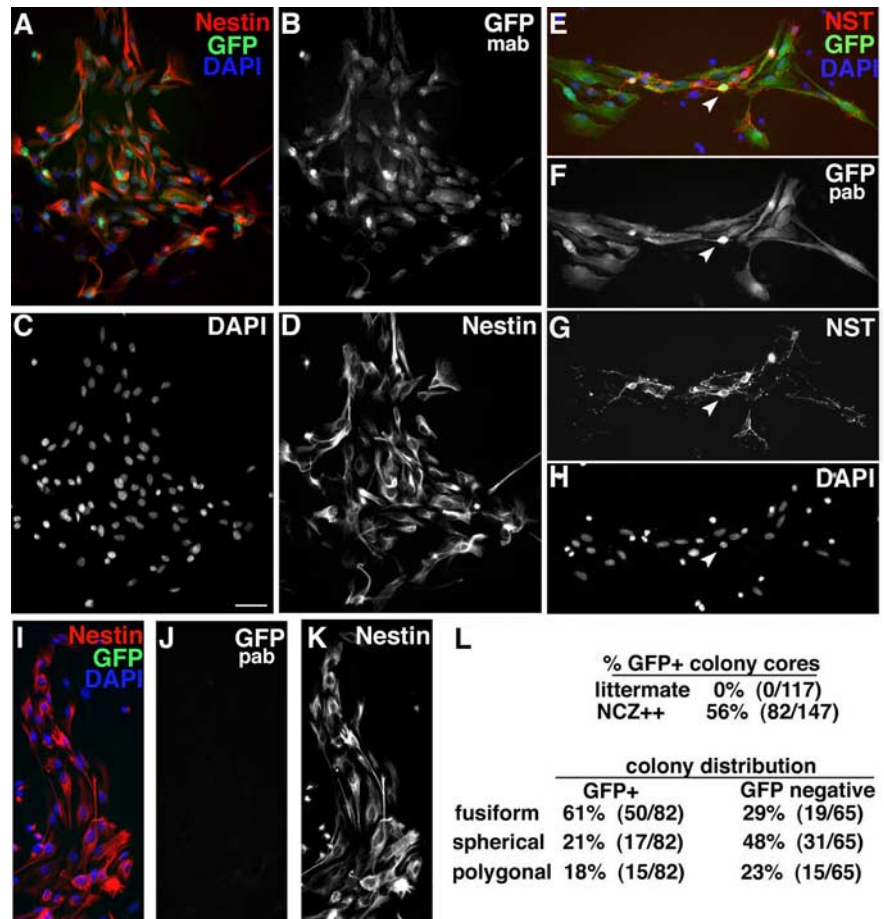 A
Nestin
GFP
DAPI
B
GFP
mab
C
DAPI
D
Nestin
E
NST
GFP
DAPI
F
GFP
pab
G
NST
H
DAPI
I
Nestin
GFP
DAPI
J
GFP
pab
K
Nestin
L
% GFP+ colony cores
littermate 0% (0/117)
NCZ++ 56% (82/147)
colony distribution
GFP+ GFP negative
fusiform 61% (50/82) 29% (19/65)
spherical 21% (17/82) 48% (31/65)
polygonal 18% (15/82) 23% (15/65)